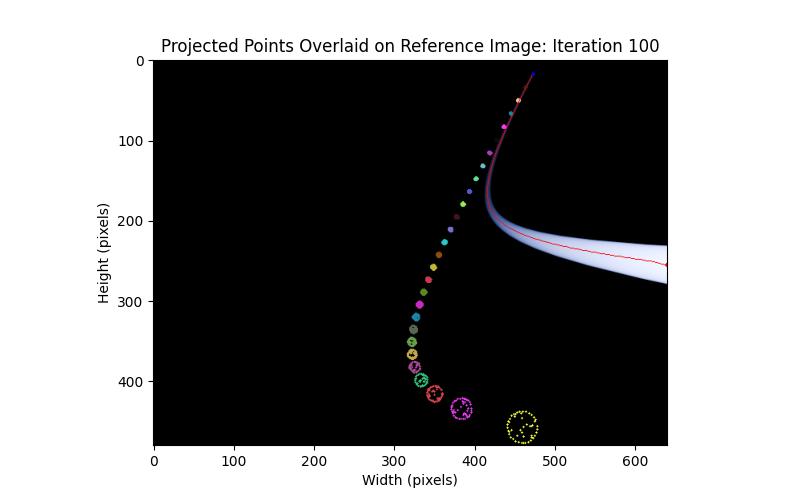 Projected Points Overlaid on Reference Image: Iteration 100
0
100
200
300
400
Height (pixels)
0 100 200 300 400 500 600
Width (pixels)